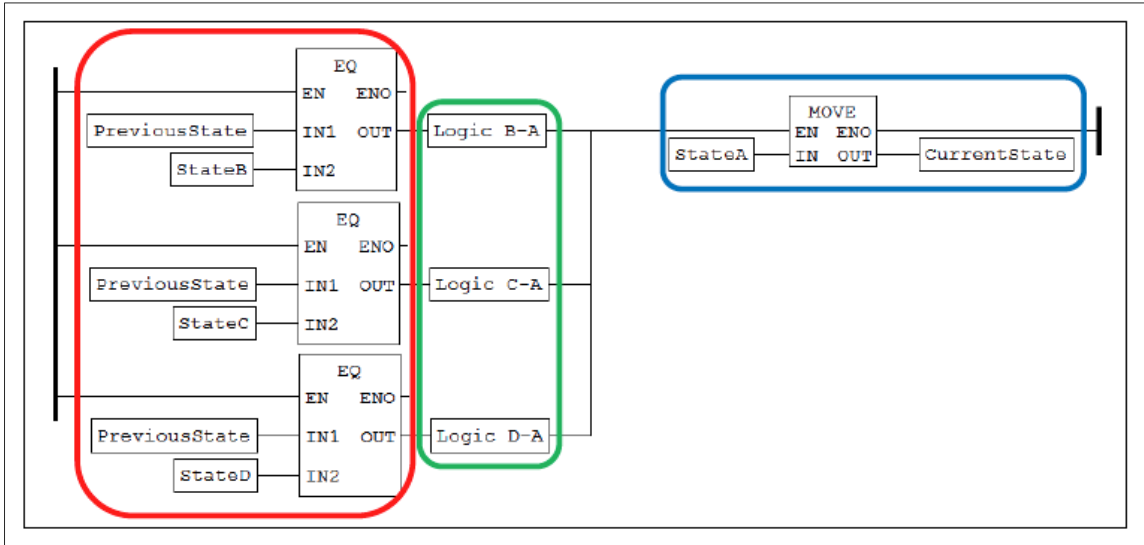 EQ
EN ENO
PreviousState IN1 OUT Logic B-A
StateB IN2
MOVE
EN ENO
StateA IN OUT CurrentState
EQ
EN ENO
PreviousState IN1 OUT Logic C-A
StateC IN2
EQ
EN ENO
PreviousState IN1 OUT Logic D-A
StateD IN2